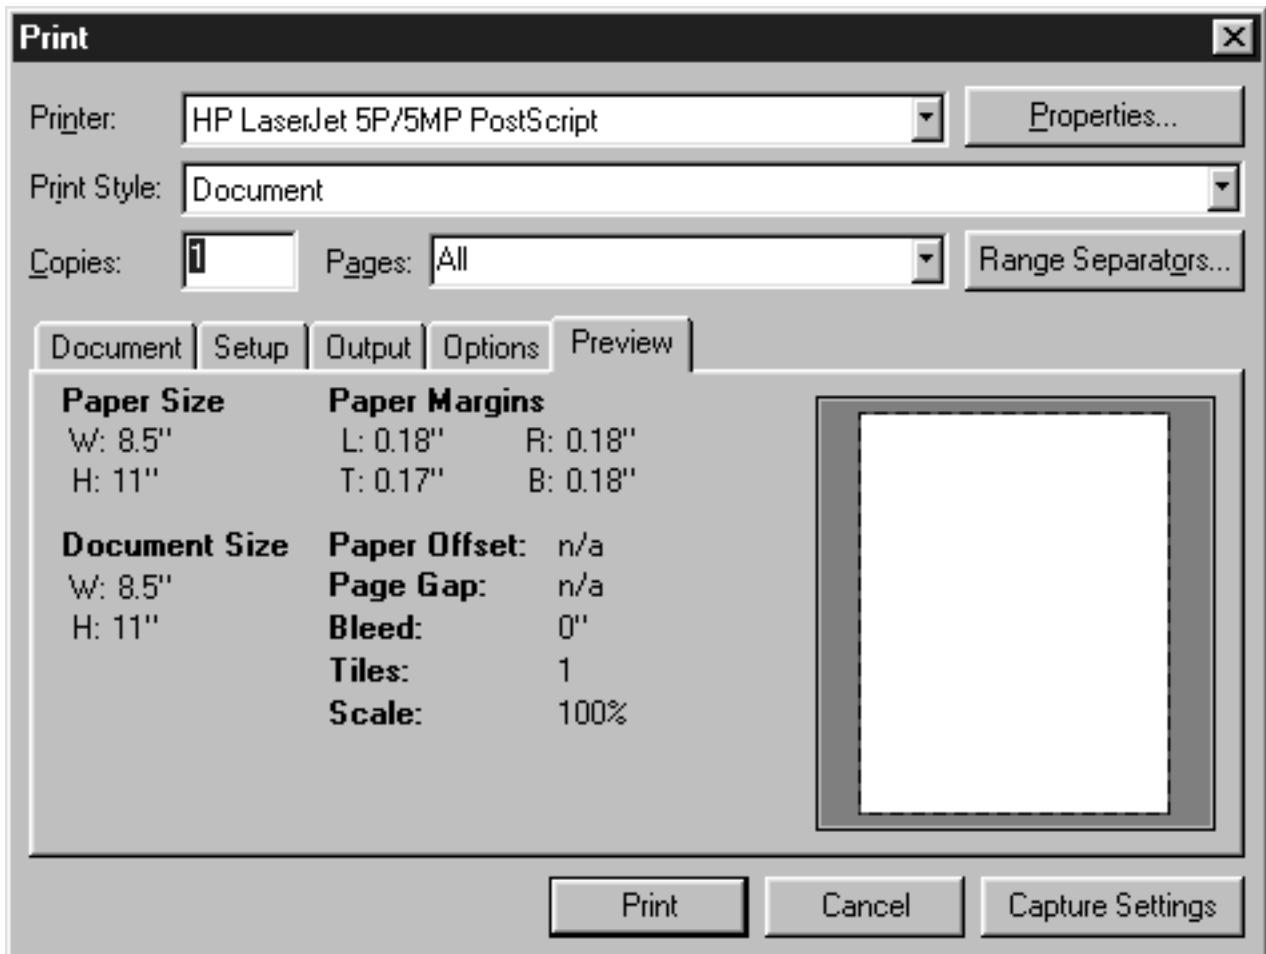 Print
Printer: HP LaserJet 5P/5MP PostScript Properties...
Print Style: Document
Copies: 1 Pages: All Range Separators...
Document Setup Output Options Preview
Paper Size Paper Margins
W: 8.5" L: 0.18" R: 0.18"
H: 11" T: 0.17" B: 0.18"
Document Size Paper Offset: n/a
W: 8.5" Page Gap: n/a
H: 11" Bleed: 0"
Tiles: 1
Scale: 100%
Print Cancel Capture Settings